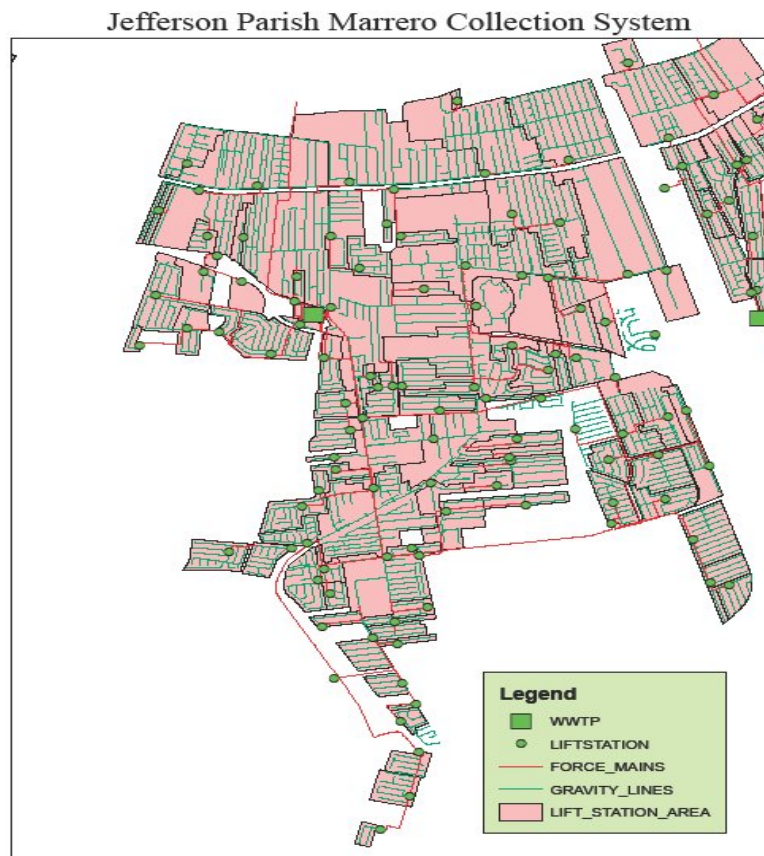 Jefferson Parish Marrero Collection System
Legend
WWTP
LIFTSTATION
FORCE_MAINS
GRAVITY_LINES
LIFT_STATION_AREA